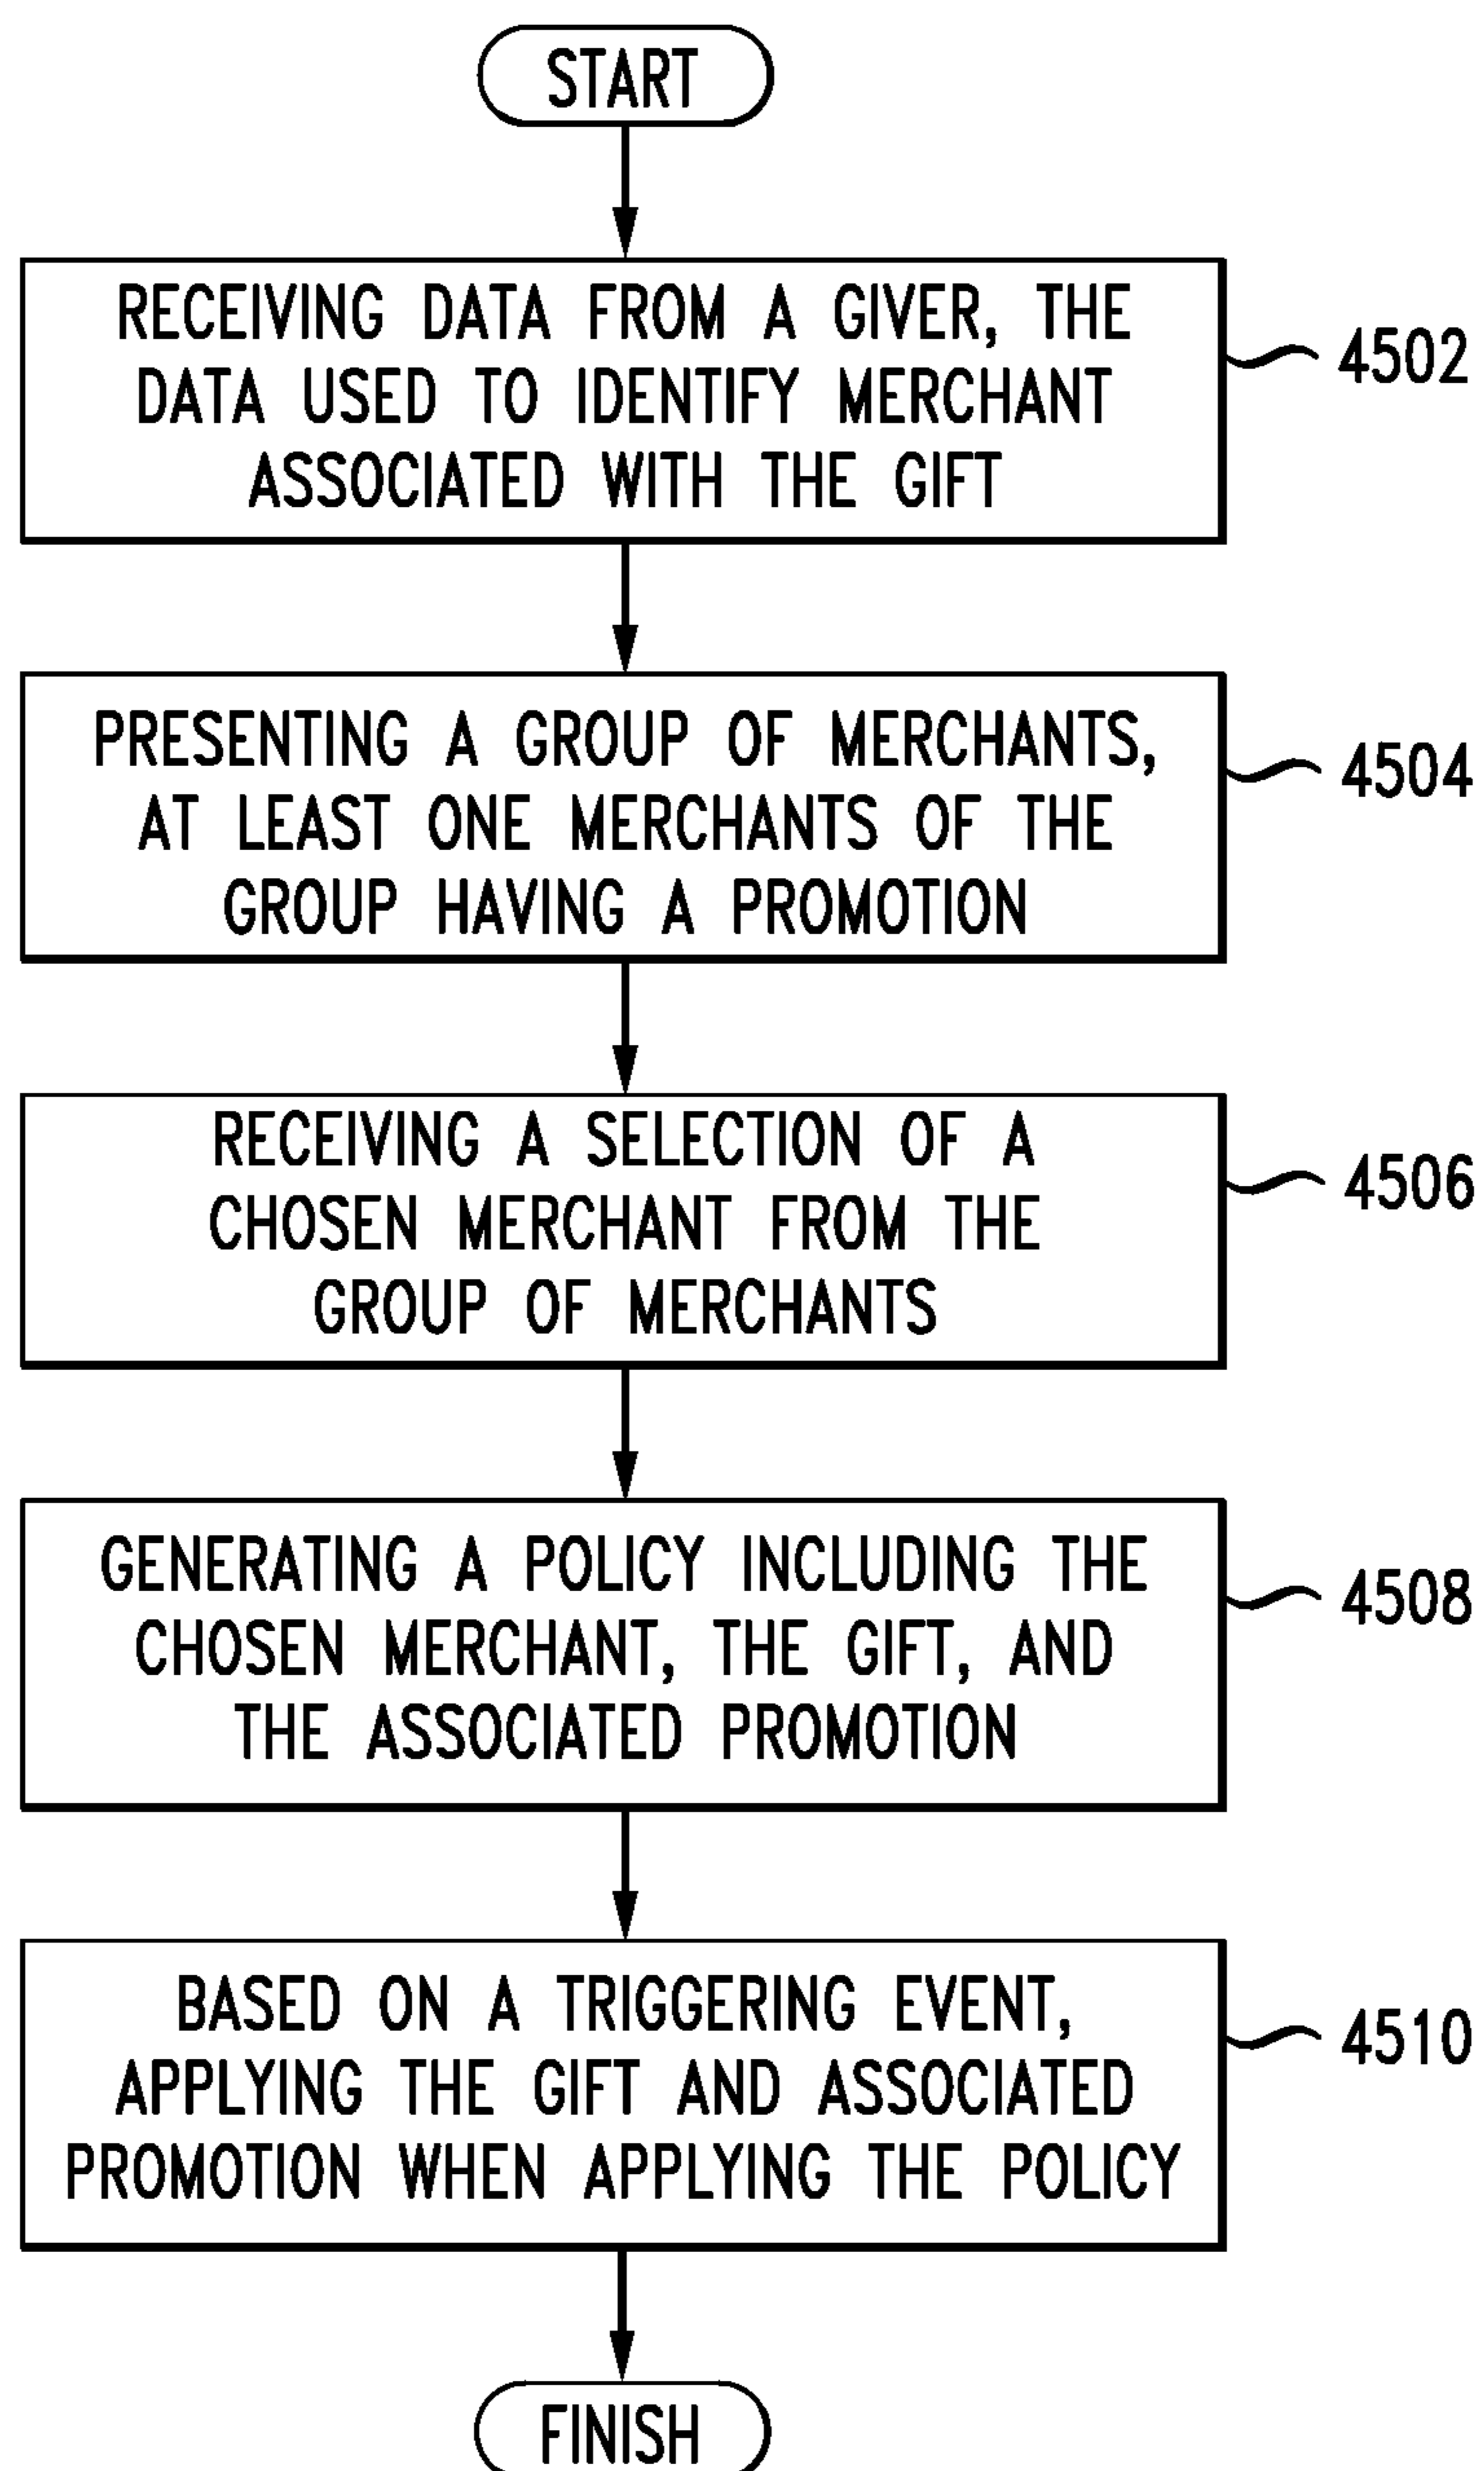 START
RECEIVING DATA FROM A GIVER, THE
DATA USED TO IDENTIFY MERCHANT
ASSOCIATED WITH THE GIFT
4502
PRESENTING A GROUP OF MERCHANTS,
AT LEAST ONE MERCHANTS OF THE
GROUP HAVING A PROMOTION
4504
RECEIVING A SELECTION OF A
CHOSEN MERCHANT FROM THE
GROUP OF MERCHANTS
4506
GENERATING A POLICY INCLUDING THE
CHOSEN MERCHANT, THE GIFT, AND
THE ASSOCIATED PROMOTION
4508
BASED ON A TRIGGERING EVENT,
APPLYING THE GIFT AND ASSOCIATED
PROMOTION WHEN APPLYING THE POLICY
4510
FINISH